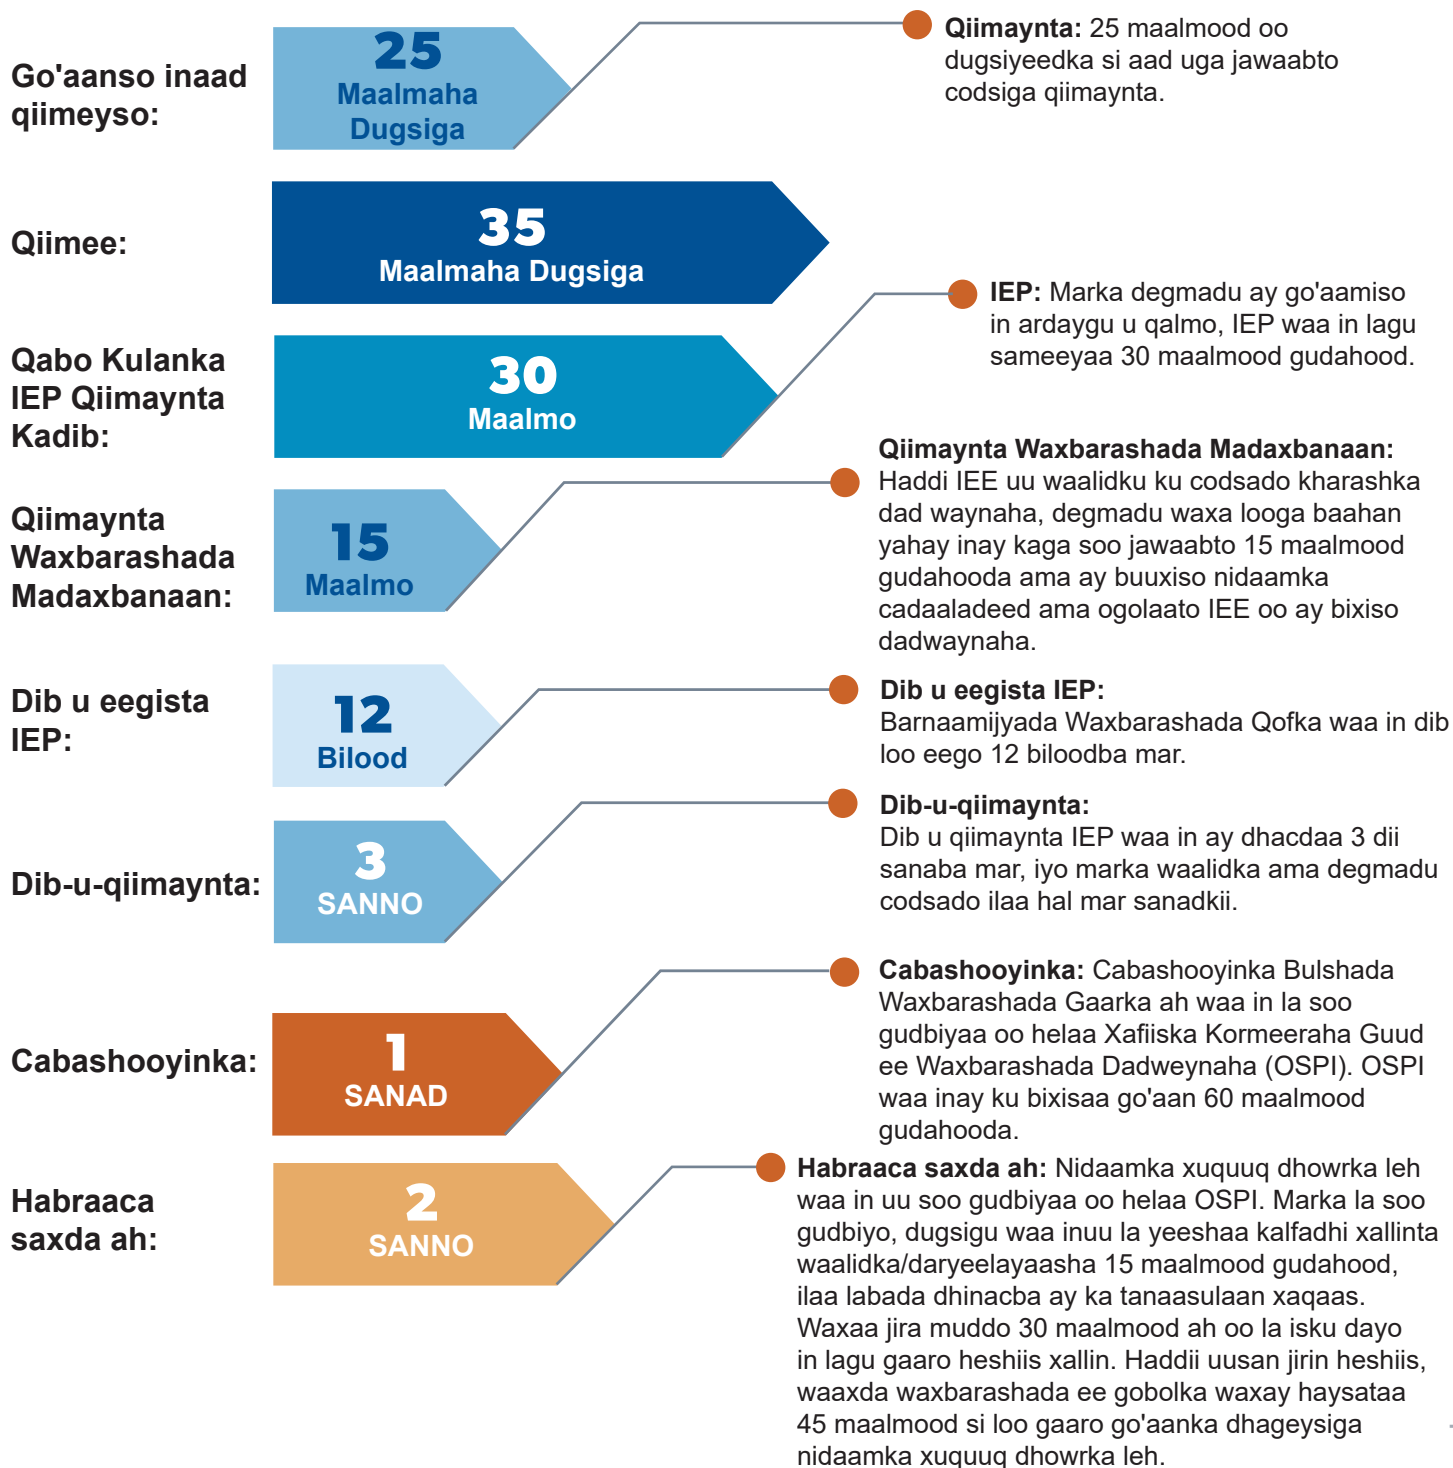 Go'aanso inaad
qiimeyso:
25
Maalmaha
Dugsiga
Qiimaynta: 25 maalmood oo
dugsiyeedka si aad uga jawaabto
codsiga qiimaynta.
Qiimee:
35
Maalmaha Dugsiga
Qabo Kulanka
IEP Qiimaynta
Kadib:
30
Maalmo
IEP: Marka degmadu ay go'aamiso
in ardaygu u qalmo, IEP waa in lagu
sameeyaa 30 maalmood gudahood.
Qiimaynta
Waxbarashada
Madaxbanaan:
15
Maalmo
Qiimaynta Waxbarashada Madaxbanaan:
Haddi IEE uu waalidku ku codsado kharashka
dad waynaha, degmadu waxa looga baahan
yahay inay kaga soo jawaabto 15 maalmood
gudahooda ama ay buuxiso nidaamka
cadaaladeed ama ogolaato IEE oo ay bixiso
dadwaynaha.
Dib u eegista
IEP:
12
Bilood
Dib u eegista IEP:
Barnaamijyada Waxbarashada Qofka waa in dib
loo eego 12 biloodba mar.
Dib-u-qiimaynta:
3
SANNO
Dib-u-qiimaynta:
Dib u qiimaynta IEP waa in ay dhacdaa 3 dii
sanaba mar, iyo marka waalidka ama degmadu
codsado ilaa hal mar sanadkii.
Cabashooyinka:
1
SANAD
Cabashooyinka: Cabashooyinka Bulshada
Waxbarashada Gaarka ah waa in la soo
gudbiyaa oo helaa Xafiiska Kormeeraha Guud
ee Waxbarashada Dadweynaha (OSPI). OSPI
waa inay ku bixisaa go'aan 60 maalmood
gudahooda.
Habraaca
saxda ah:
2
SANNO
Habraaca saxda ah: Nidaamka xuquuq dhowrka leh
waa in uu soo gudbiyaa oo helaa OSPI. Marka la soo
gudbiyo, dugsigu waa inuu la yeeshaa kalfadhi xallinta
waalidka/daryeelayaasha 15 maalmood gudahood,
ilaa labada dhinacba ay ka tanaasulaan xaqaas.
Waxaa jira muddo 30 maalmood ah oo la isku dayo
in lagu gaaro heshiis xallin. Haddii uusan jirin heshiis,
waaxda waxbarashada ee gobolka waxay haysataa
45 maalmood si loo gaaro go'aanka dhageysiga
nidaamka xuquuq dhowrka leh.